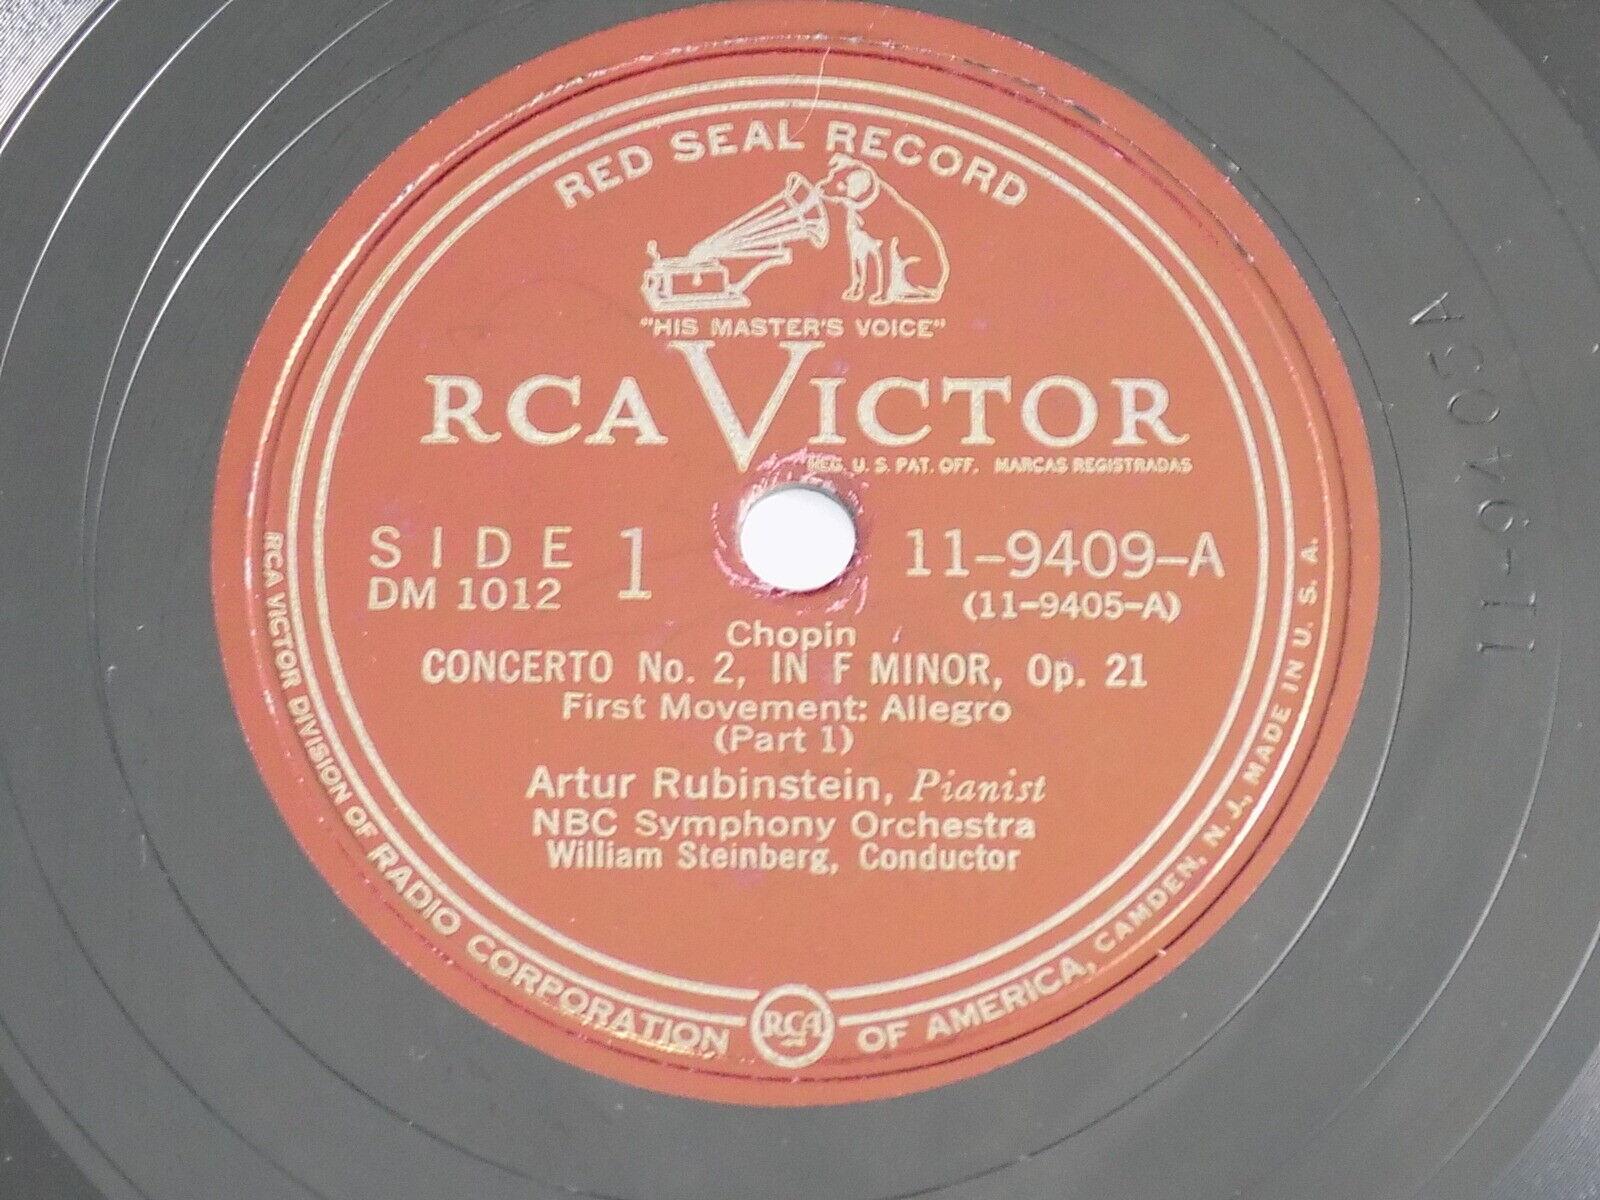 RED SEAL RECORD
"HIS MASTER'S VOICE"
RCA VICTOR
REG. U. S. PAT. OFF. MARCAS REGISTRADAS
SIDE 1
DM 1012
11-9409-A
(11-9405-A)
Chopin
CONCERTO No. 2, IN F MINOR, Op. 21
First Movement: Allegro
(Part 1)
Artur Rubinstein, Pianist
NBC Symphony Orchestra
William Steinberg, Conductor
RCA VICTOR DIVISION OF RADIO CORPORATION OF AMERICA, CAMDEN, N. J., MADE IN U. S. A.
RCA